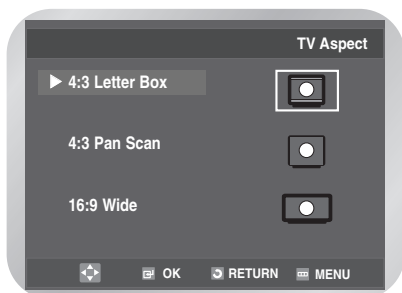 TV Aspect
4:3 Letter Box
4:3 Pan Scan
16:9 Wide
OK RETURN MENU